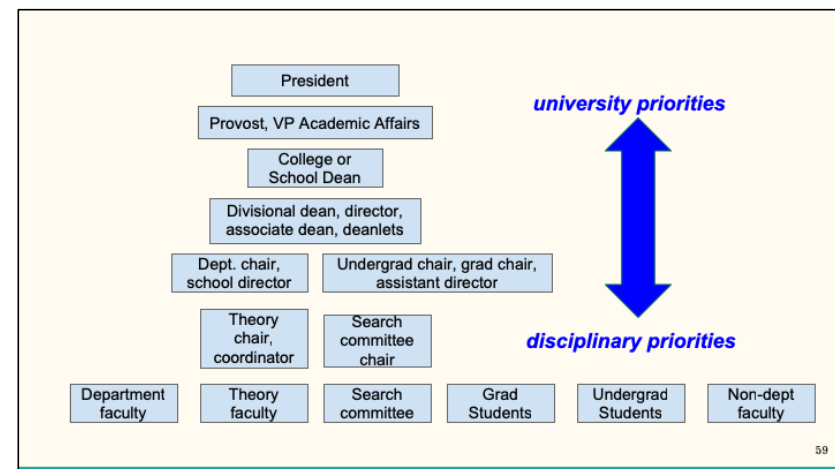 President
university priorities
Provost, VP Academic Affairs
College or
School Dean
Divisional dean, director,
associate dean, deanlets
Dept. chair,
school director
Undergrad chair, grad chair,
assistant director
Theory
chair,
coordinator
Search
committee
chair
disciplinary priorities
Department
faculty
Theory
faculty
Search
committee
Grad
Students
Undergrad
Students
Non-dept
faculty
59